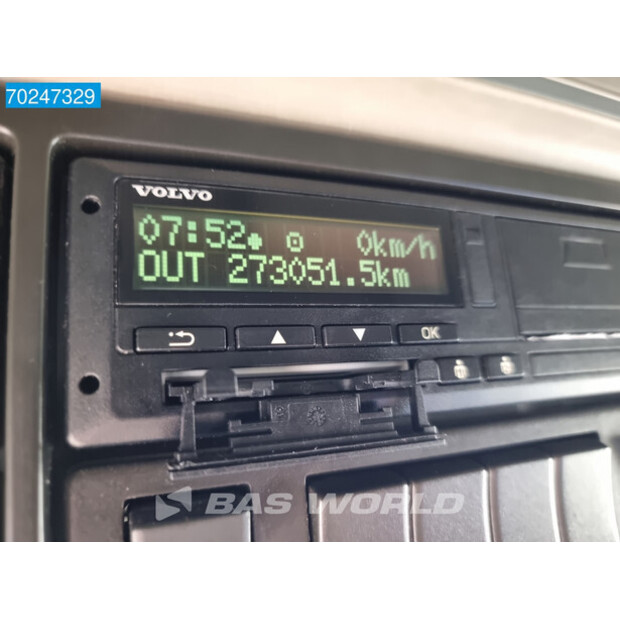 70247329
VOLVO
07:52 0km/h
OUT 273051.5km
OK
BAS WORLD